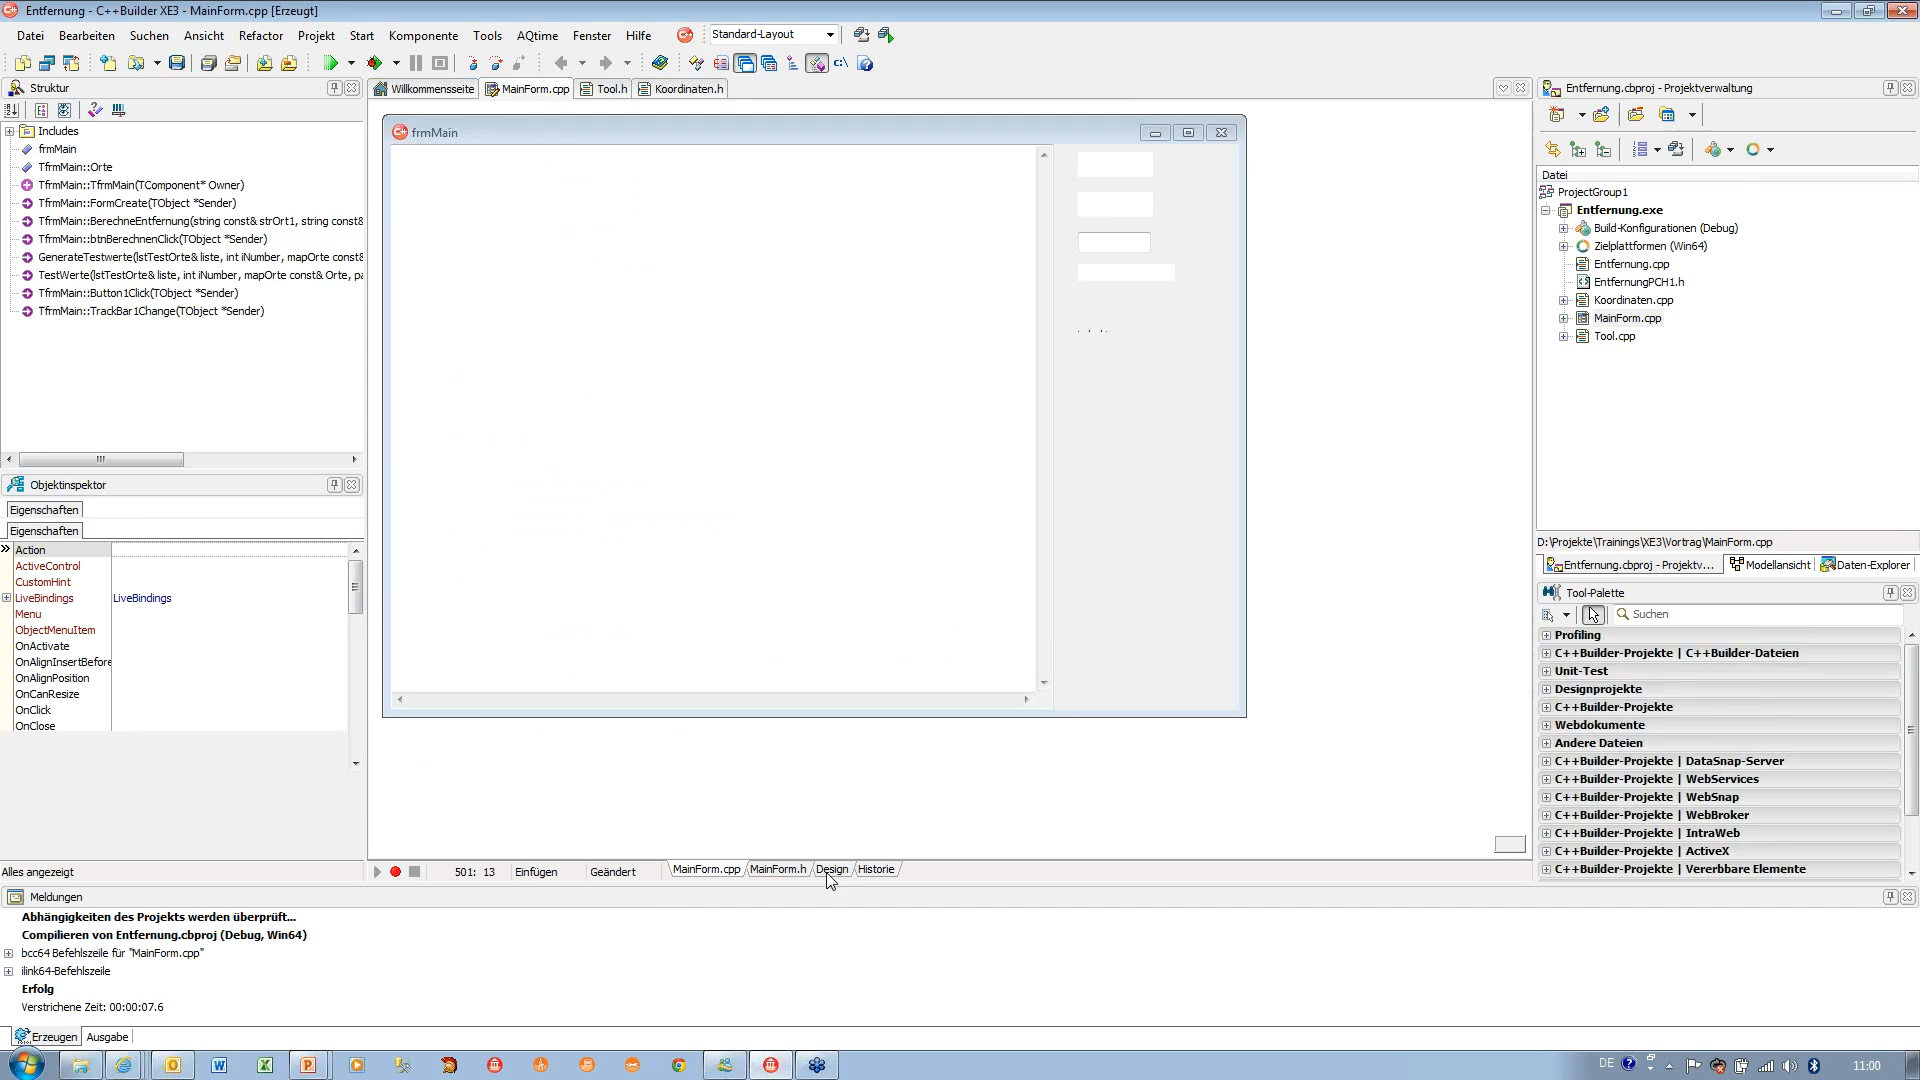 Entfernung - C++Builder XE3 - MainForm.cpp [Erzeugt]
Datei Bearbeiten Suchen Ansicht Refactor Projekt Start Komponente Tools AQtime Fenster Hilfe Standard-Layout
Struktur
Willkommensseite MainForm.cpp Tool.h Koordinaten.h
Entfernung.cbproj - Projektverwaltung
Includes
frmMain
TfrmMain::Orte
TfrmMain::TfrmMain(TComponent* Owner)
TfrmMain::FormCreate(TObject *Sender)
TfrmMain::BerechneEntfernung(string const& strOrt1, string const&
TfrmMain::btnBerechnenClick(TObject *Sender)
GenerateTestwerte(lstTestOrte& liste, int iNumber, mapOrte const&
TestWerte(lstTestOrte& liste, int iNumber, mapOrte const& Orte, pa
TfrmMain::Button1Click(TObject *Sender)
TfrmMain::TrackBar1Change(TObject *Sender)
frmMain
Datei
ProjectGroup1
Entfernung.exe
Build-Konfigurationen (Debug)
Zielplattformen (Win64)
Entfernung.cpp
EntfernungPCH1.h
Koordinaten.cpp
MainForm.cpp
Tool.cpp
D:\Projekte\Trainings\XE3\Vortrag\MainForm.cpp
Entfernung.cbproj - Projektv... Modellansicht Daten-Explorer
Objektinspektor
Eigenschaften
Eigenschaften
Action
ActiveControl
CustomHint
LiveBindings LiveBindings
Menu
ObjectMenuItem
OnActivate
OnAlignInsertBefore
OnAlignPosition
OnCanResize
OnClick
OnClose
Alles angezeigt
Tool-Palette
Suchen
Profiling
C++Builder-Projekte | C++Builder-Dateien
Unit-Test
Designprojekte
C++Builder-Projekte
Webdokumente
Andere Dateien
C++Builder-Projekte | DataSnap-Server
C++Builder-Projekte | WebServices
C++Builder-Projekte | WebSnap
C++Builder-Projekte | WebBroker
C++Builder-Projekte | IntraWeb
C++Builder-Projekte | ActiveX
C++Builder-Projekte | Vererbbare Elemente
501: 13 Einfügen Geändert MainForm.cpp MainForm.h Design Historie
Meldungen
Abhängigkeiten des Projekts werden überprüft...
Compilieren von Entfernung.cbproj (Debug, Win64)
bcc64 Befehlszeile für "MainForm.cpp"
ilink64-Befehlszeile
Erfolg
Verstrichene Zeit: 00:00:07.6
Erzeugen Ausgabe
DE 11:00